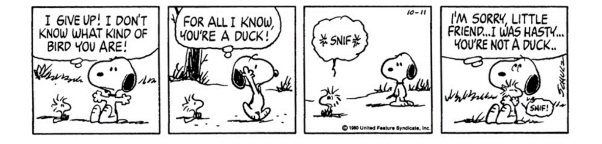 I GIVE UP! I DON'T
KNOW WHAT KIND OF
BIRD YOU ARE!
FOR ALL I KNOW,
YOU'RE A DUCK!
10-11
* SNIF *
© 1980 United Feature Syndicate, Inc.
I'M SORRY, LITTLE
FRIEND...I WAS HASTY...
YOU'RE NOT A DUCK..
SNIF!
SCHULZ